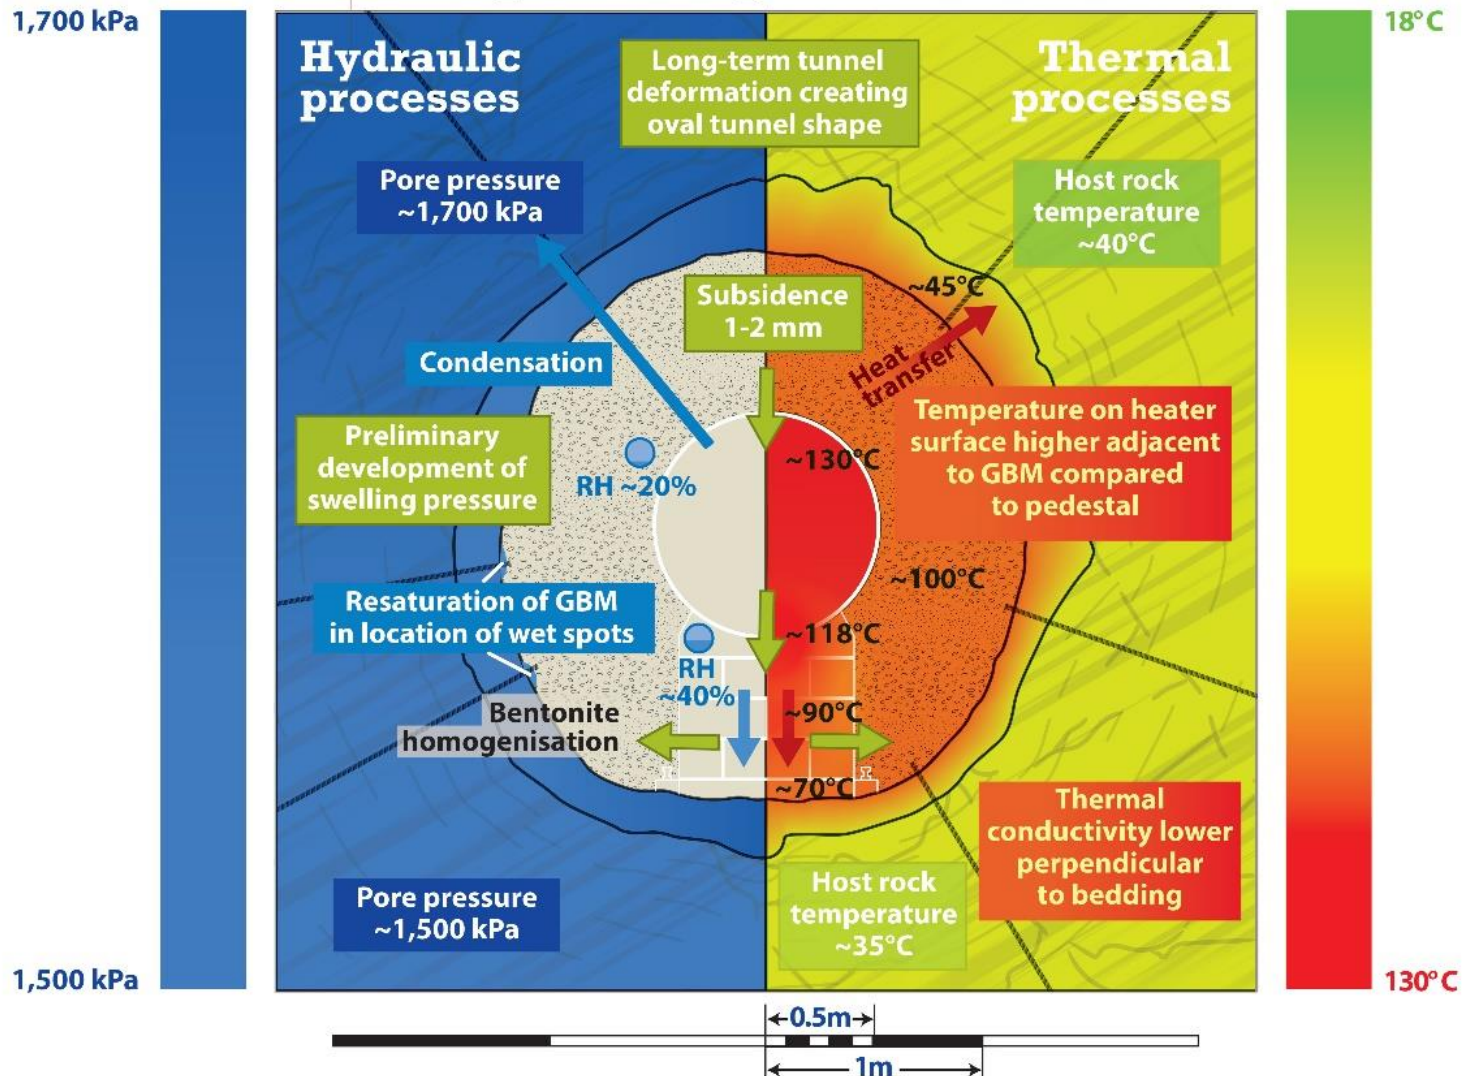 1,700 kPa
18°C
Hydraulic
processes
Long-term tunnel
deformation creating
oval tunnel shape
Thermal
processes
Pore pressure
~1,700 kPa
Host rock
temperature
~40°C
Subsidence
1-2 mm
~45°C
Heat
transfer
Condensation
Temperature on heater
surface higher adjacent
to GBM compared
to pedestal
Preliminary
development of
swelling pressure
RH ~20%
~130°C
~100°C
Resaturation of GBM
in location of wet spots
~118°C
RH
~40%
Bentonite
homogenisation
~90°C
~70°C
Thermal
conductivity lower
perpendicular
to bedding
Pore pressure
~1,500 kPa
Host rock
temperature
~35°C
1,500 kPa
130°C
0.5m
1m